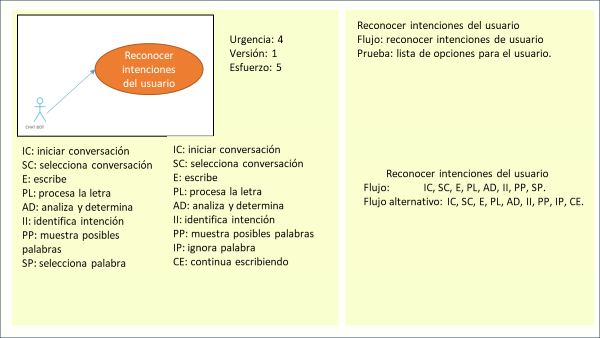 Reconocer
intenciones
del usuario
CHAT BOT
Urgencia: 4
Versión: 1
Esfuerzo: 5
IC: iniciar conversación
SC: selecciona conversación
E: escribe
PL: procesa la letra
AD: analiza y determina
II: identifica intención
PP: muestra posibles
palabras
SP: selecciona palabra
IC: iniciar conversación
SC: selecciona conversación
E: escribe
PL: procesa la letra
AD: analiza y determina
II: identifica intención
PP: muestra posibles palabras
IP: ignora palabra
CE: continua escribiendo
Reconocer intenciones del usuario
Flujo: reconocer intenciones de usuario
Prueba: lista de opciones para el usuario.
Reconocer intenciones del usuario
Flujo: IC, SC, E, PL, AD, II, PP, SP.
Flujo alternativo: IC, SC, E, PL, AD, II, PP, IP, CE.